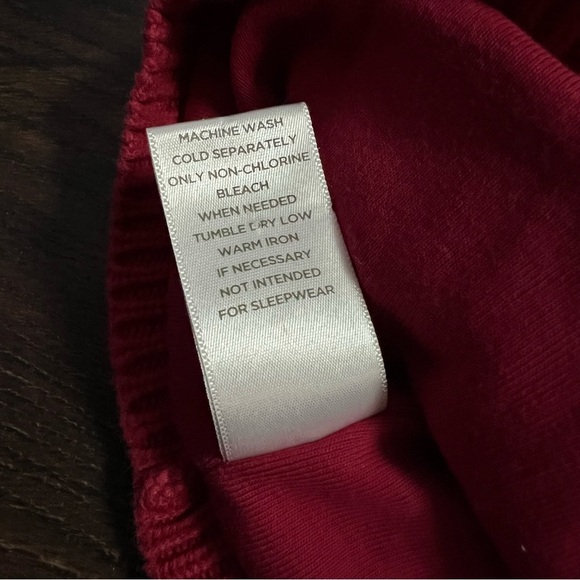 MACHINE WASH
COLD SEPARATELY
ONLY NON-CHLORINE
BLEACH
WHEN NEEDED
TUMBLE DRY LOW
WARM IRON
IF NECESSARY
NOT INTENDED
FOR SLEEPWEAR